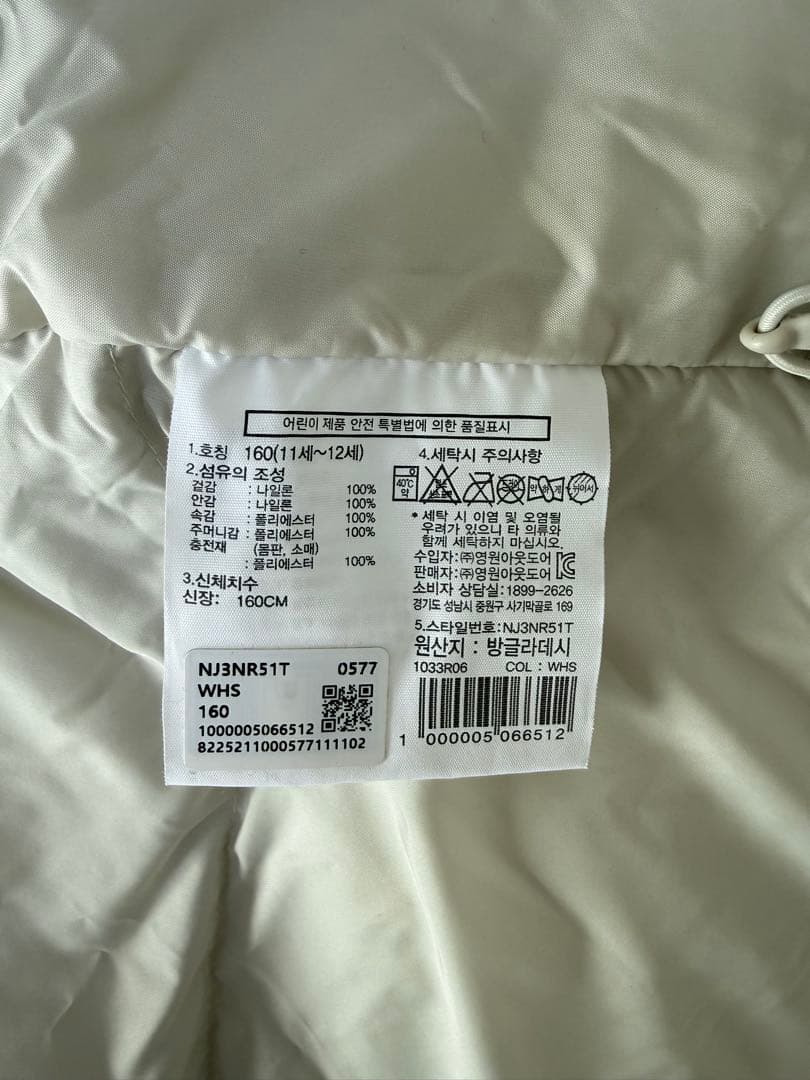 어린이 제품 안전 특별법에 의한 품질표시
1.호칭 160(11세~12세)
2.섬유의 조성
겉감 : 나일론 100%
안감 : 나일론 100%
속감 : 폴리에스터 100%
주머니감 : 폴리에스터 100%
충전재 (몸판, 소매)
: 폴리에스터 100%
3.신체치수
신장: 160CM
4.세탁시 주의사항
40℃
약
약하게
뉘어서
* 세탁 시 이염 및 오염될
우려가 있으니 타 의류와
함께 세탁하지 마십시오.
수입자:㈜영원아웃도어
판매자:㈜영원아웃도어
소비자 상담실:1899-2626
경기도 성남시 중원구 사기막골로 169
5.스타일번호:NJ3NR51T
원산지 : 방글라데시
1033R06 COL : WHS
1 000005 066512
NJ3NR51T 0577
WHS
160
1000005066512
8225211000577111102